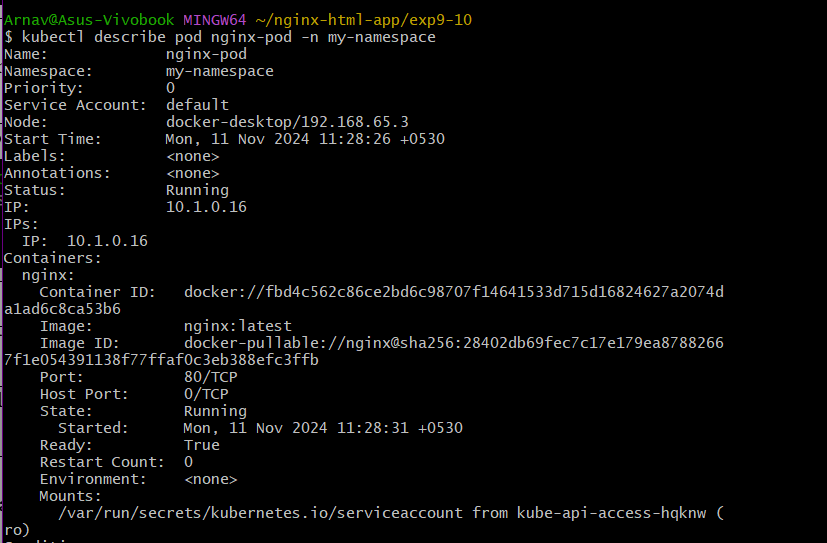 Arnav@Asus-Vivobook MINGW64 ~/nginx-html-app/exp9-10
$ kubectl describe pod nginx-pod -n my-namespace
Name:             nginx-pod
Namespace:        my-namespace
Priority:         0
Service Account:  default
Node:             docker-desktop/192.168.65.3
Start Time:       Mon, 11 Nov 2024 11:28:26 +0530
Labels:           <none>
Annotations:      <none>
Status:           Running
IP:               10.1.0.16
IPs:
  IP:  10.1.0.16
Containers:
  nginx:
    Container ID:   docker://fbd4c562c86ce2bd6c98707f14641533d715d16824627a2074d
a1ad6c8ca53b6
    Image:          nginx:latest
    Image ID:       docker-pullable://nginx@sha256:28402db69fec7c17e179ea8788266
7f1e054391138f77ffaf0c3eb388efc3ffb
    Port:           80/TCP
    Host Port:      0/TCP
    State:          Running
      Started:      Mon, 11 Nov 2024 11:28:31 +0530
    Ready:          True
    Restart Count:  0
    Environment:    <none>
    Mounts:
      /var/run/secrets/kubernetes.io/serviceaccount from kube-api-access-hqknw (
ro)